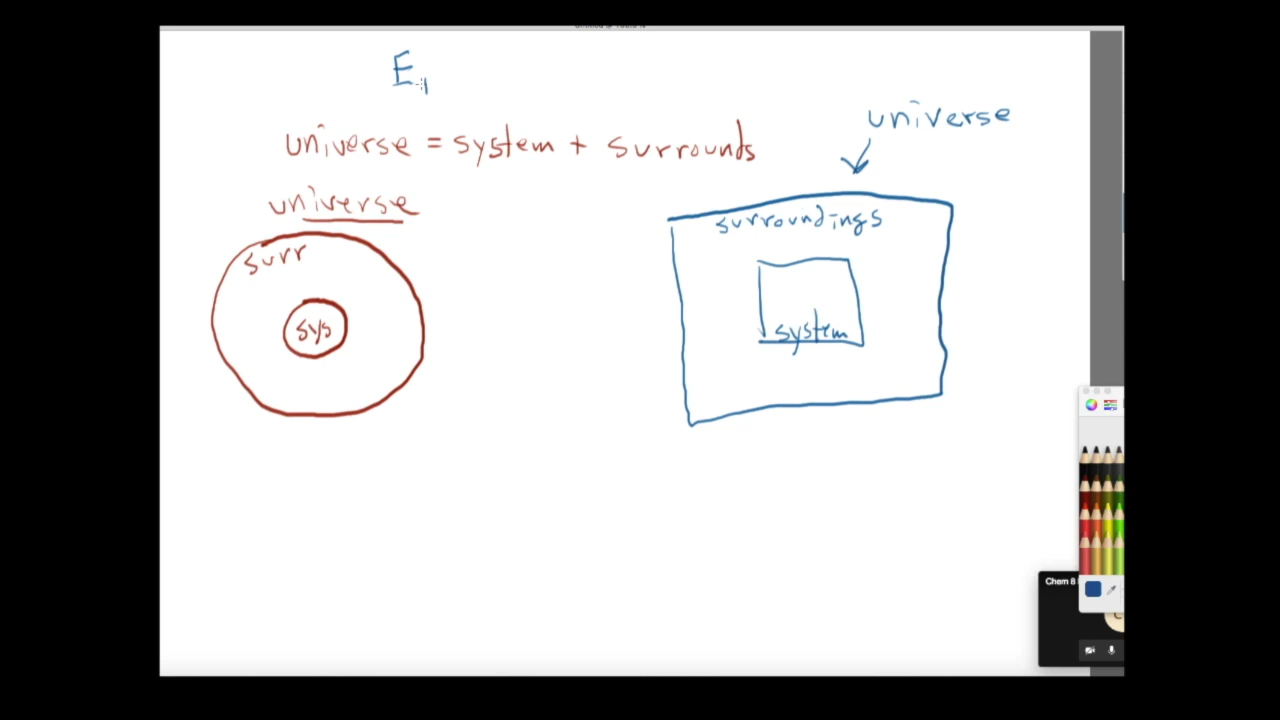 E
universe = system + surrounds
universe
surr
sys
universe
surroundings
system
Chem 8